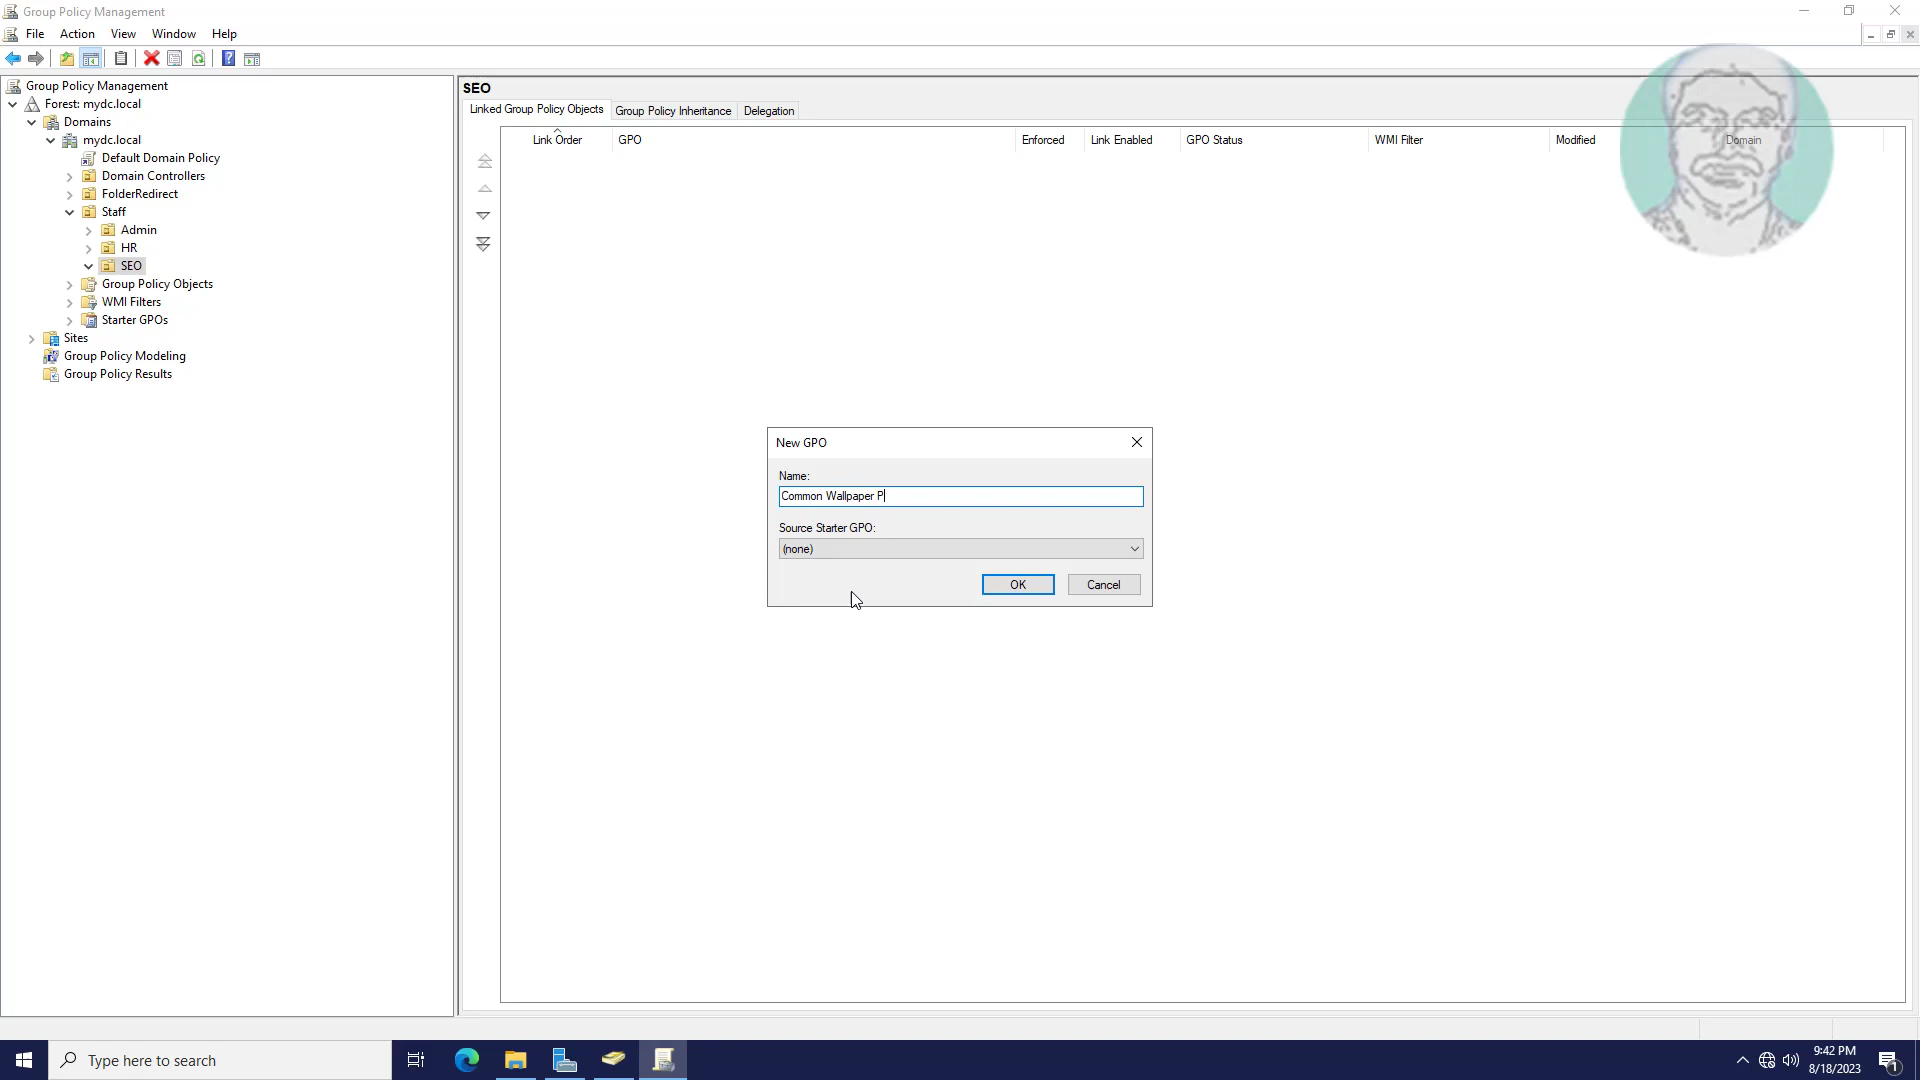 Group Policy Management
File Action View Window Help
Group Policy Management
Forest: mydc.local
Domains
mydc.local
Default Domain Policy
Domain Controllers
FolderRedirect
Staff
Admin
HR
SEO
Group Policy Objects
WMI Filters
Starter GPOs
Sites
Group Policy Modeling
Group Policy Results
SEO
Linked Group Policy Objects Group Policy Inheritance Delegation
Link Order GPO Enforced Link Enabled GPO Status WMI Filter Modified Domain
New GPO
Name:
Common Wallpaper P
Source Starter GPO:
(none)
OK Cancel
Type here to search
9:42 PM
8/18/2023
1